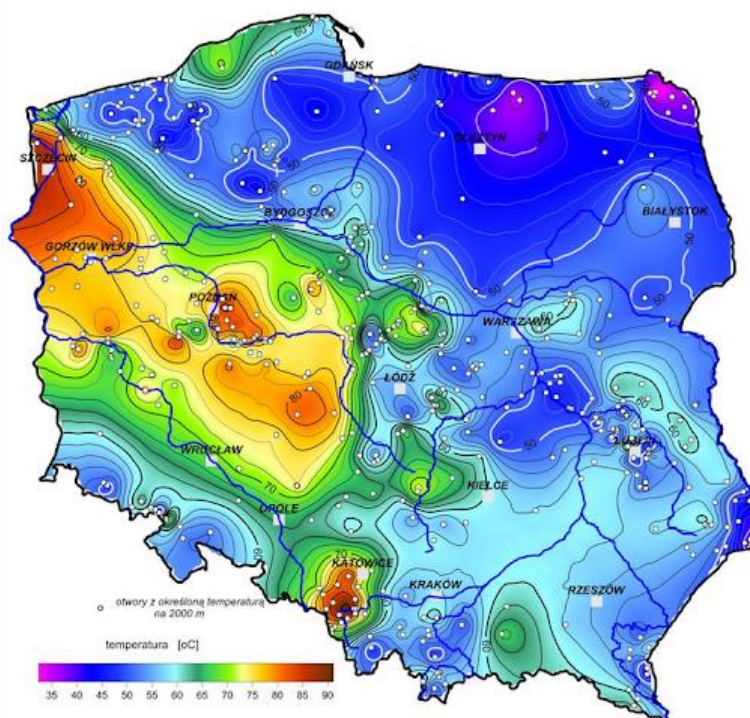 GDAŃSK
OLSZTYN
SZCZECIN
BYDGOSZCZ
BIAŁYSTOK
GORZÓW WLKP
POZNAŃ
WARSZAWA
ŁÓDŹ
LUBLIN
WROCŁAW
KIELCE
OPOLE
KATOWICE
KRAKÓW
RZESZÓW
otwory z określoną temperaturą
na 2000 m
temperatura [oC]
35 40 45 50 55 60 65 70 75 80 85 90